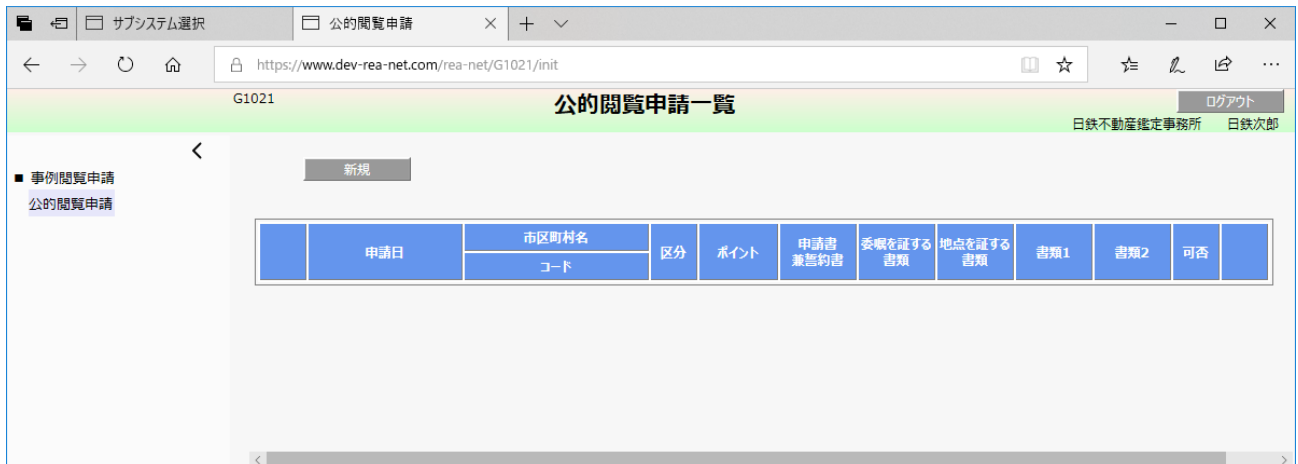 サブシステム選択
公的閲覧申請
https://www.dev-rea-net.com/rea-net/G1021/init
G1021
公的閲覧申請一覧
ログアウト
日鉄不動産鑑定事務所 日鉄次郎
■ 事例閲覧申請
公的閲覧申請
新規
申請日
市区町村名
コード
区分
ポイント
申請書
兼誓約書
委嘱を証する
書類
地点を証する
書類
書類1
書類2
可否